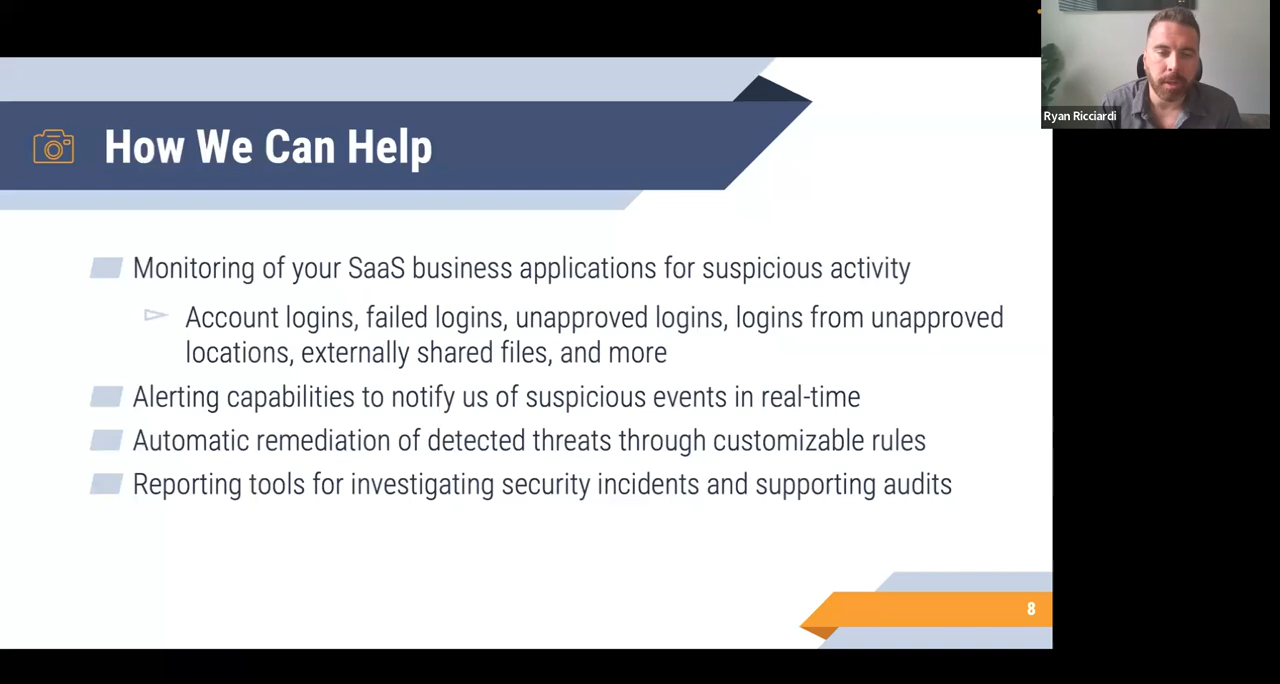 Ryan Ricciardi
How We Can Help
Monitoring of your SaaS business applications for suspicious activity
Account logins, failed logins, unapproved logins, logins from unapproved
locations, externally shared files, and more
Alerting capabilities to notify us of suspicious events in real-time
Automatic remediation of detected threats through customizable rules
Reporting tools for investigating security incidents and supporting audits
8